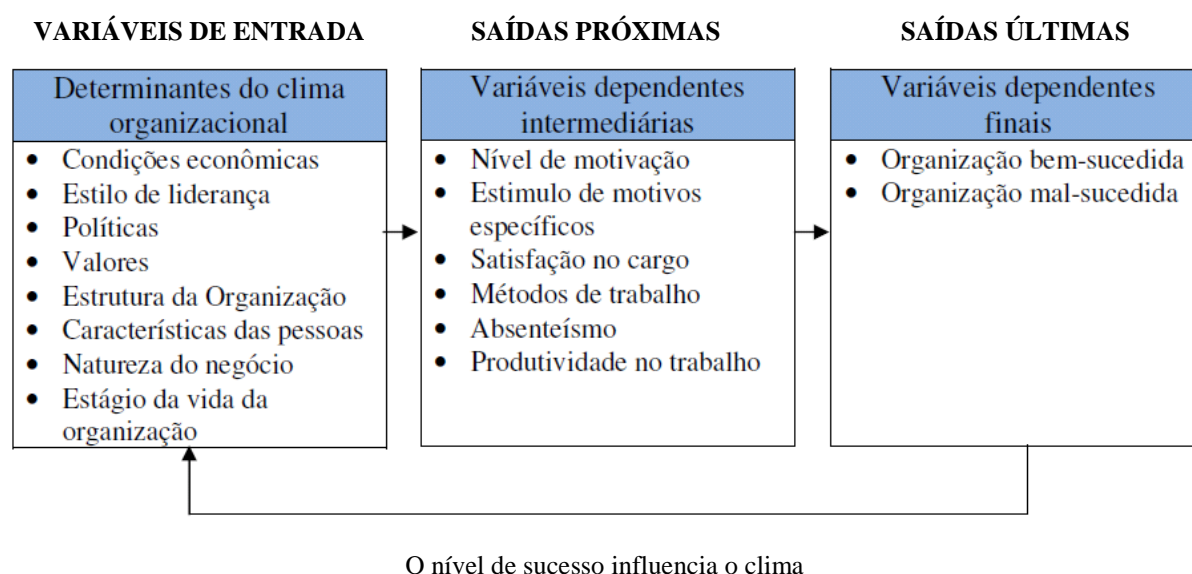 VARIÁVEIS DE ENTRADA
SAÍDAS PRÓXIMAS
SAÍDAS ÚLTIMAS
Determinantes do clima
organizacional
• Condições econômicas
• Estilo de liderança
• Políticas
• Valores
• Estrutura da Organização
• Características das pessoas
• Natureza do negócio
• Estágio da vida da
organização
Variáveis dependentes
intermediárias
• Nível de motivação
• Estimulo de motivos
específicos
• Satisfação no cargo
• Métodos de trabalho
• Absenteísmo
• Produtividade no trabalho
Variáveis dependentes
finais
• Organização bem-sucedida
• Organização mal-sucedida
O nível de sucesso influencia o clima